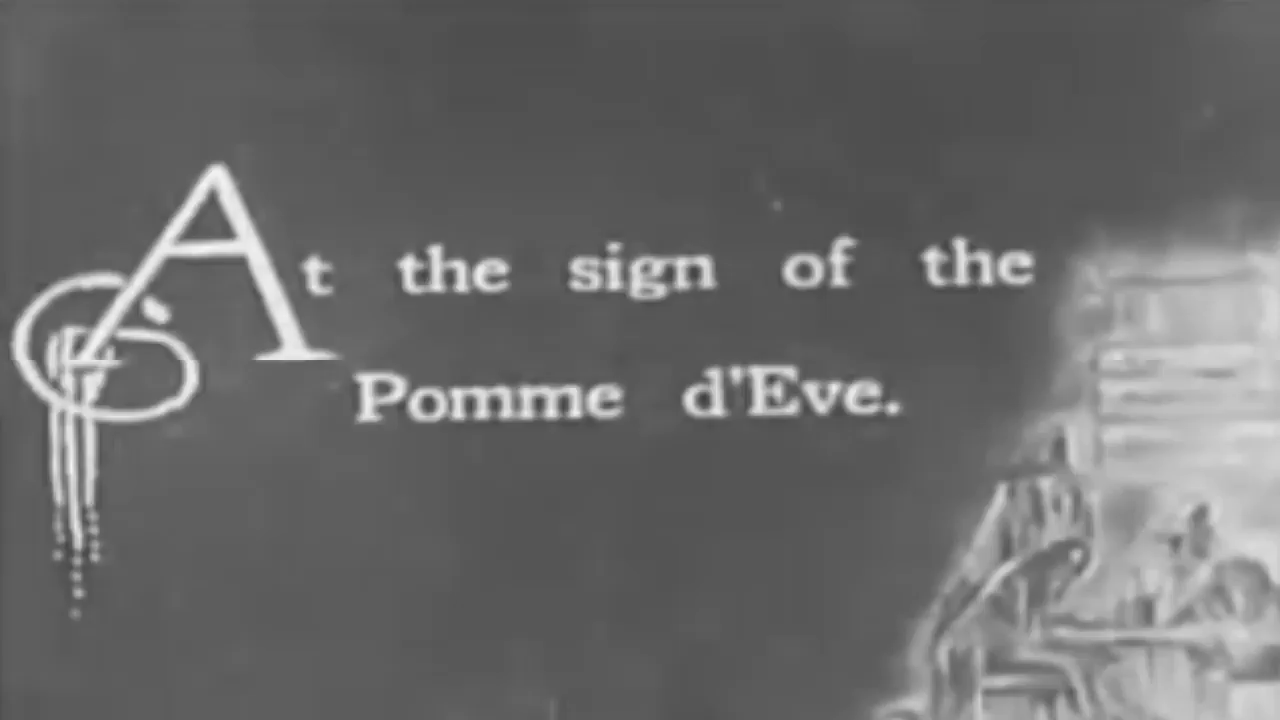 At the sign of the
Pomme d'Eve.